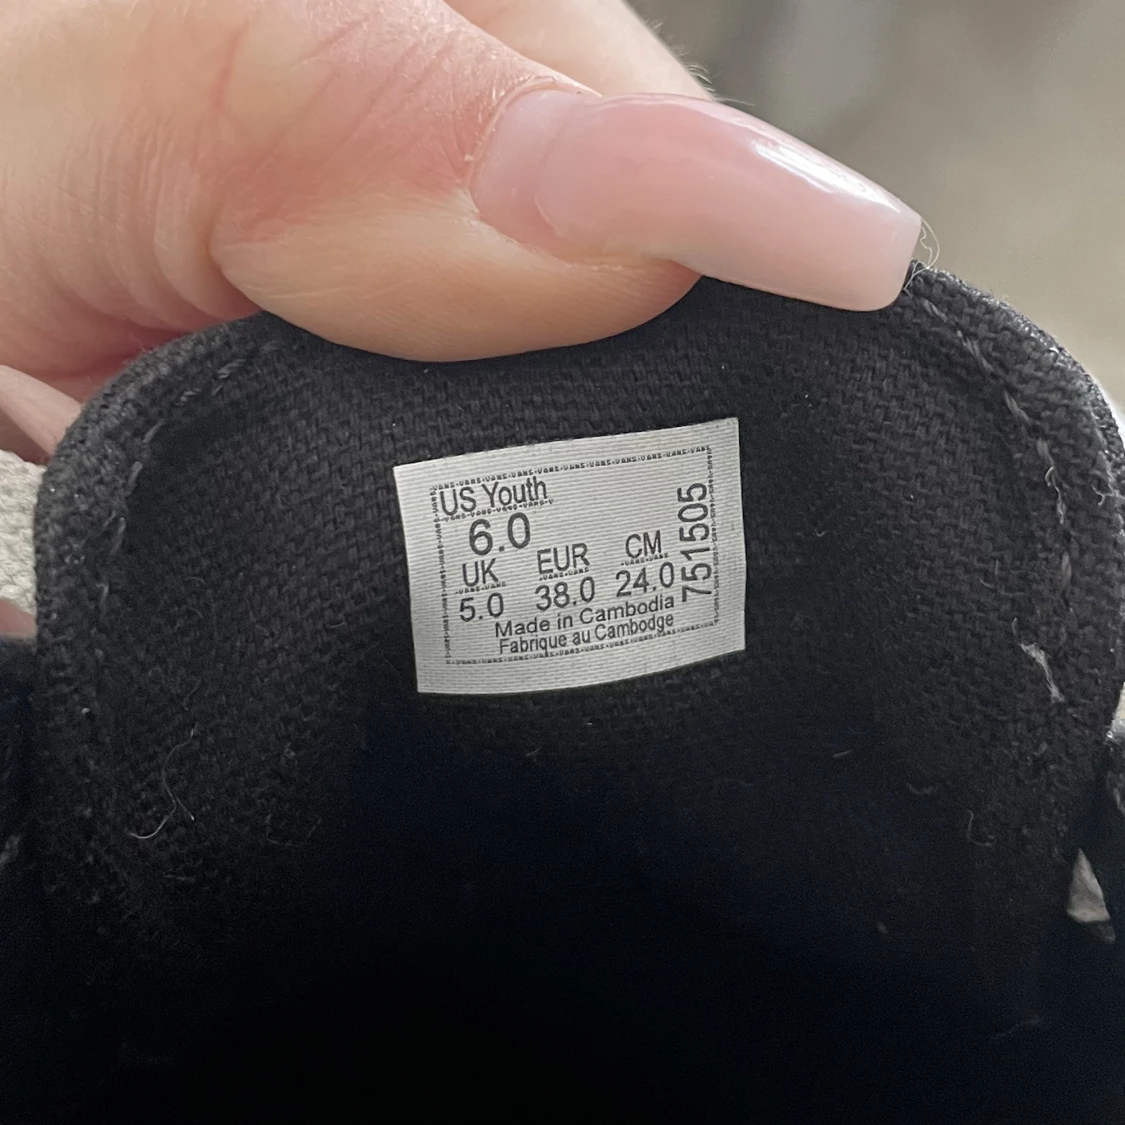 US Youth
6.0
UK EUR CM
5.0 38.0 24.0
Made in Cambodia
Fabrique au Cambodge
751505